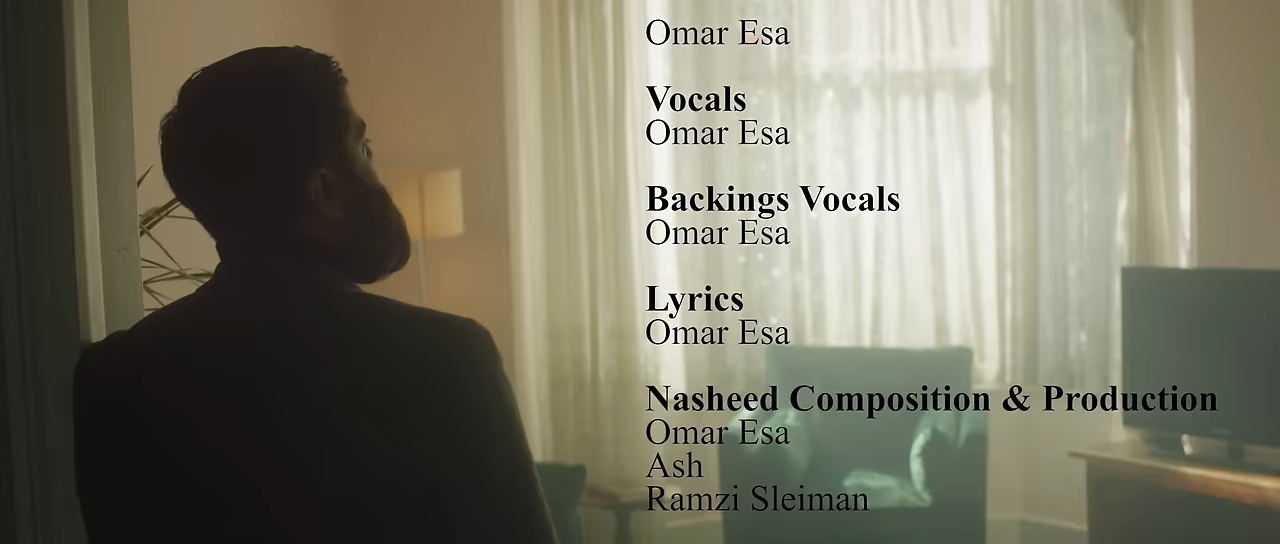 Omar Esa
Vocals
Omar Esa
Backings Vocals
Omar Esa
Lyrics
Omar Esa
Nasheed Composition & Production
Omar Esa
Ash
Ramzi Sleiman